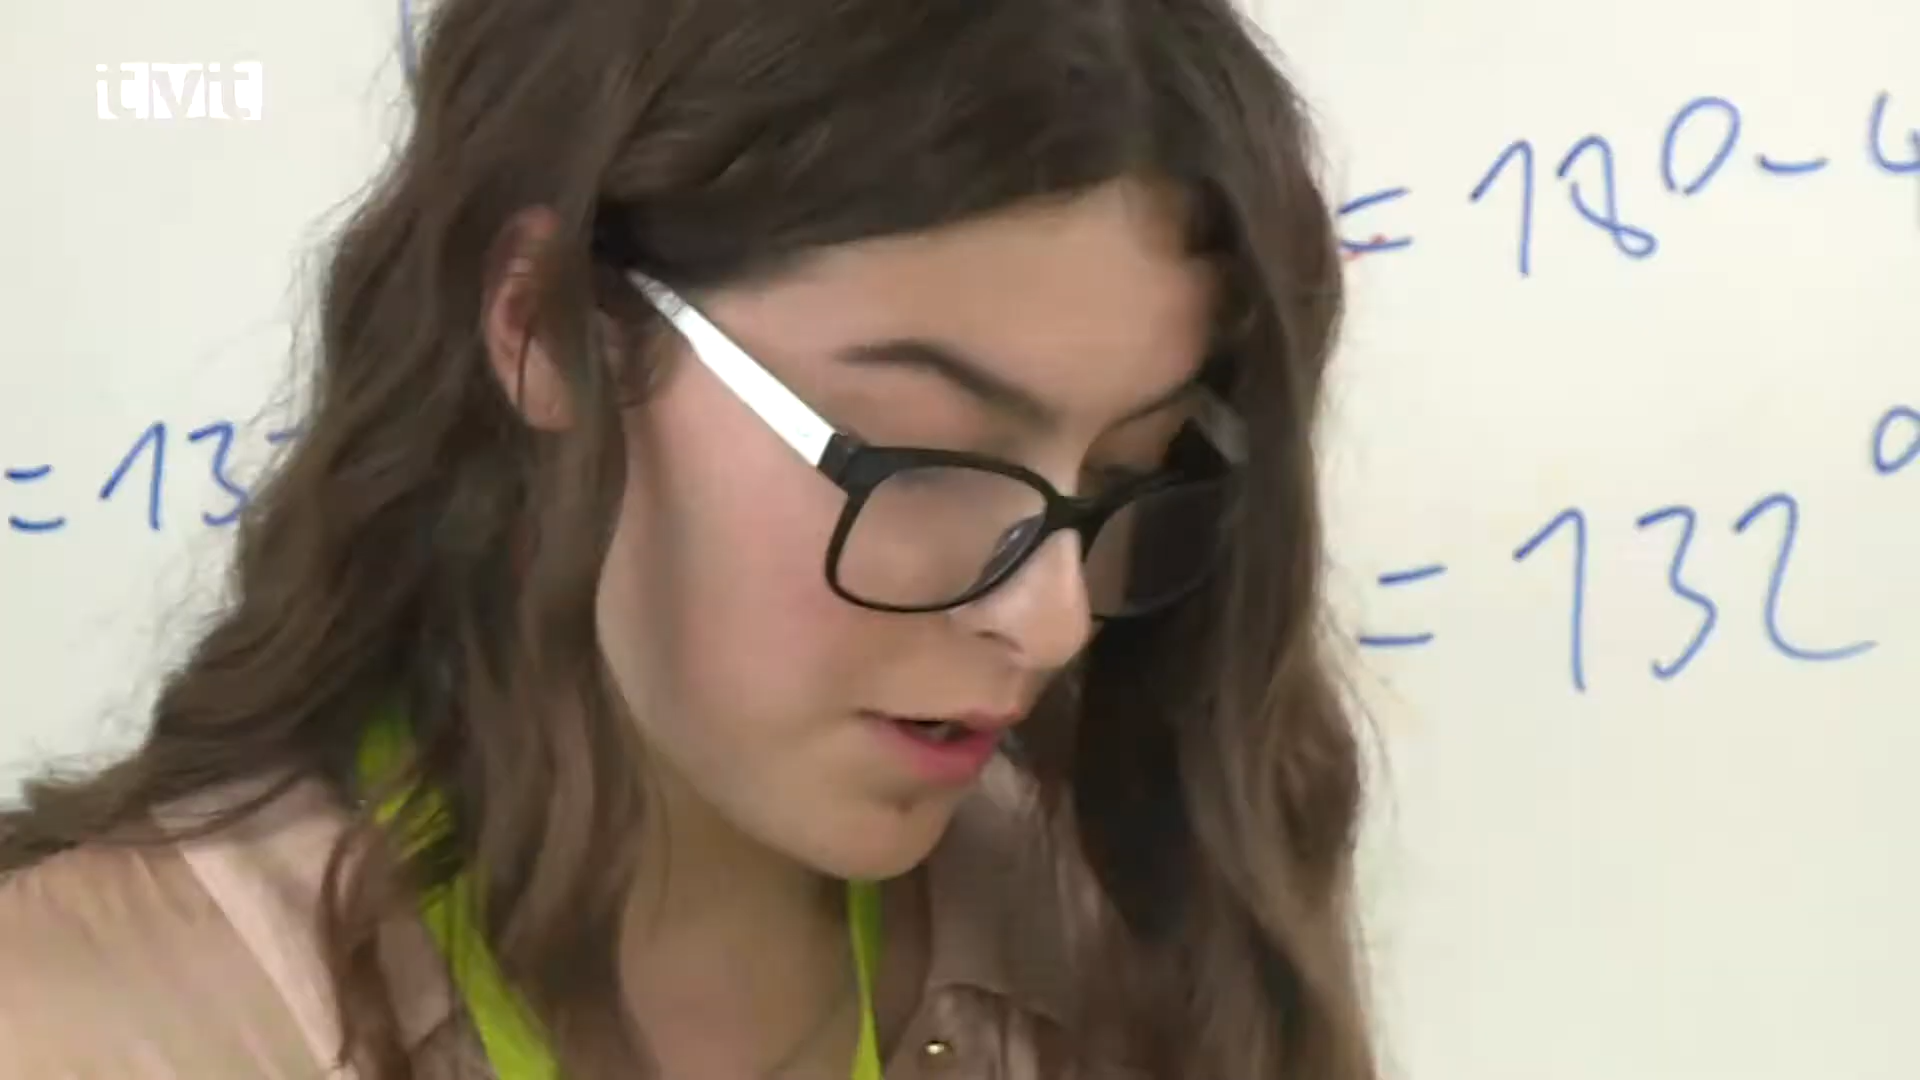 itvit
= 180 - 4
= 13
= 132°